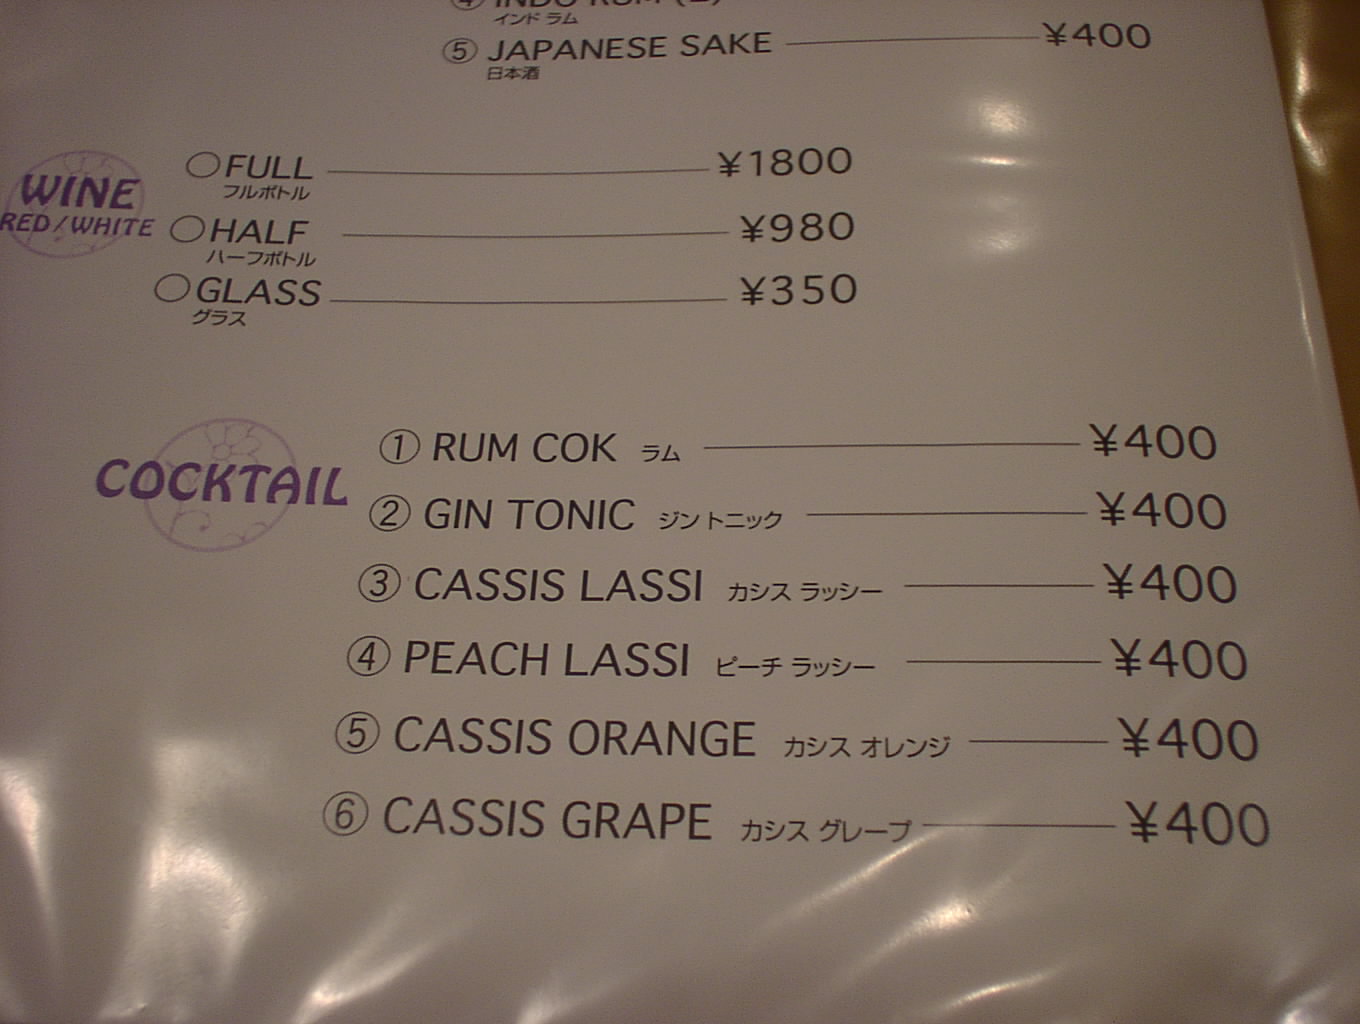 ④ INDO RUM
インド ラム
⑤ JAPANESE SAKE ¥400
日本酒
WINE
RED/WHITE
○FULL ¥1800
フルボトル
○HALF ¥980
ハーフボトル
○GLASS ¥350
グラス
COCKTAIL
① RUM COK ラム ¥400
② GIN TONIC ジントニック ¥400
③ CASSIS LASSI カシス ラッシー ¥400
④ PEACH LASSI ピーチ ラッシー ¥400
⑤ CASSIS ORANGE カシス オレンジ ¥400
⑥ CASSIS GRAPE カシス グレープ ¥400